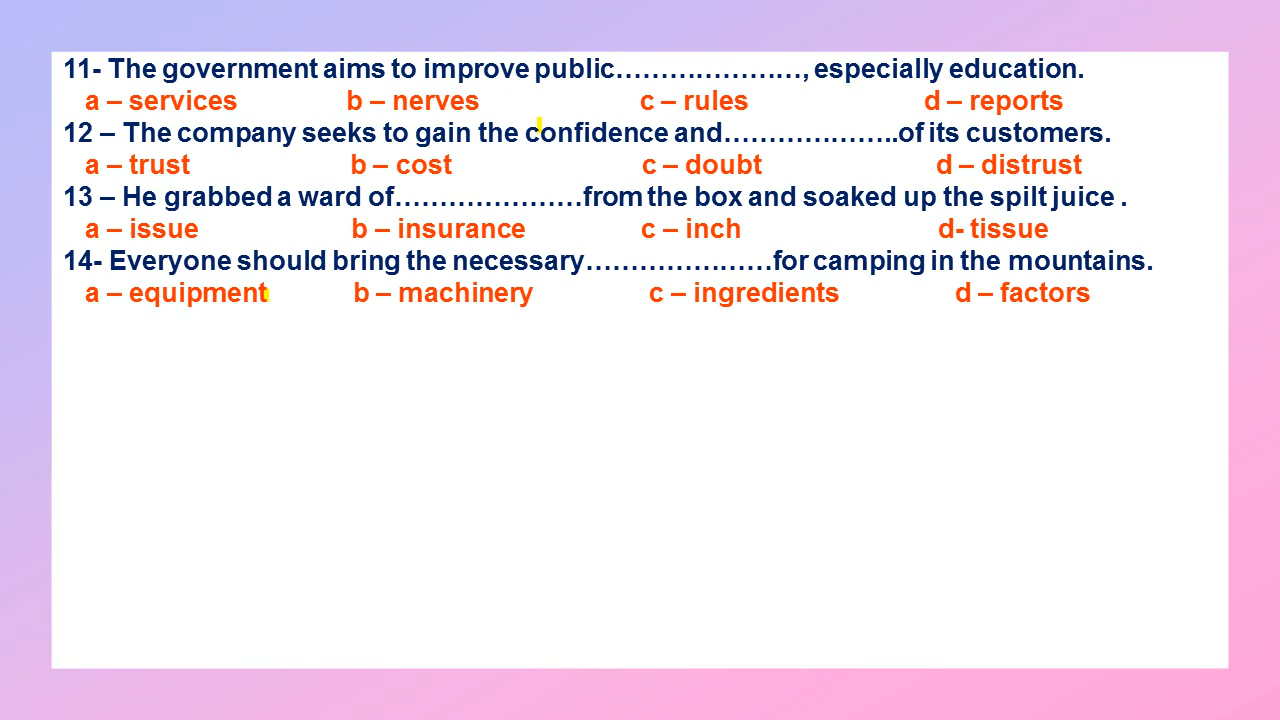 11- The government aims to improve public…………………, especially education.
a – services b – nerves c – rules d – reports
12 – The company seeks to gain the confidence and………………..of its customers.
a – trust b – cost c – doubt d – distrust
13 – He grabbed a ward of…………………from the box and soaked up the spilt juice .
a – issue b – insurance c – inch d- tissue
14- Everyone should bring the necessary…………………for camping in the mountains.
a – equipment b – machinery c – ingredients d – factors